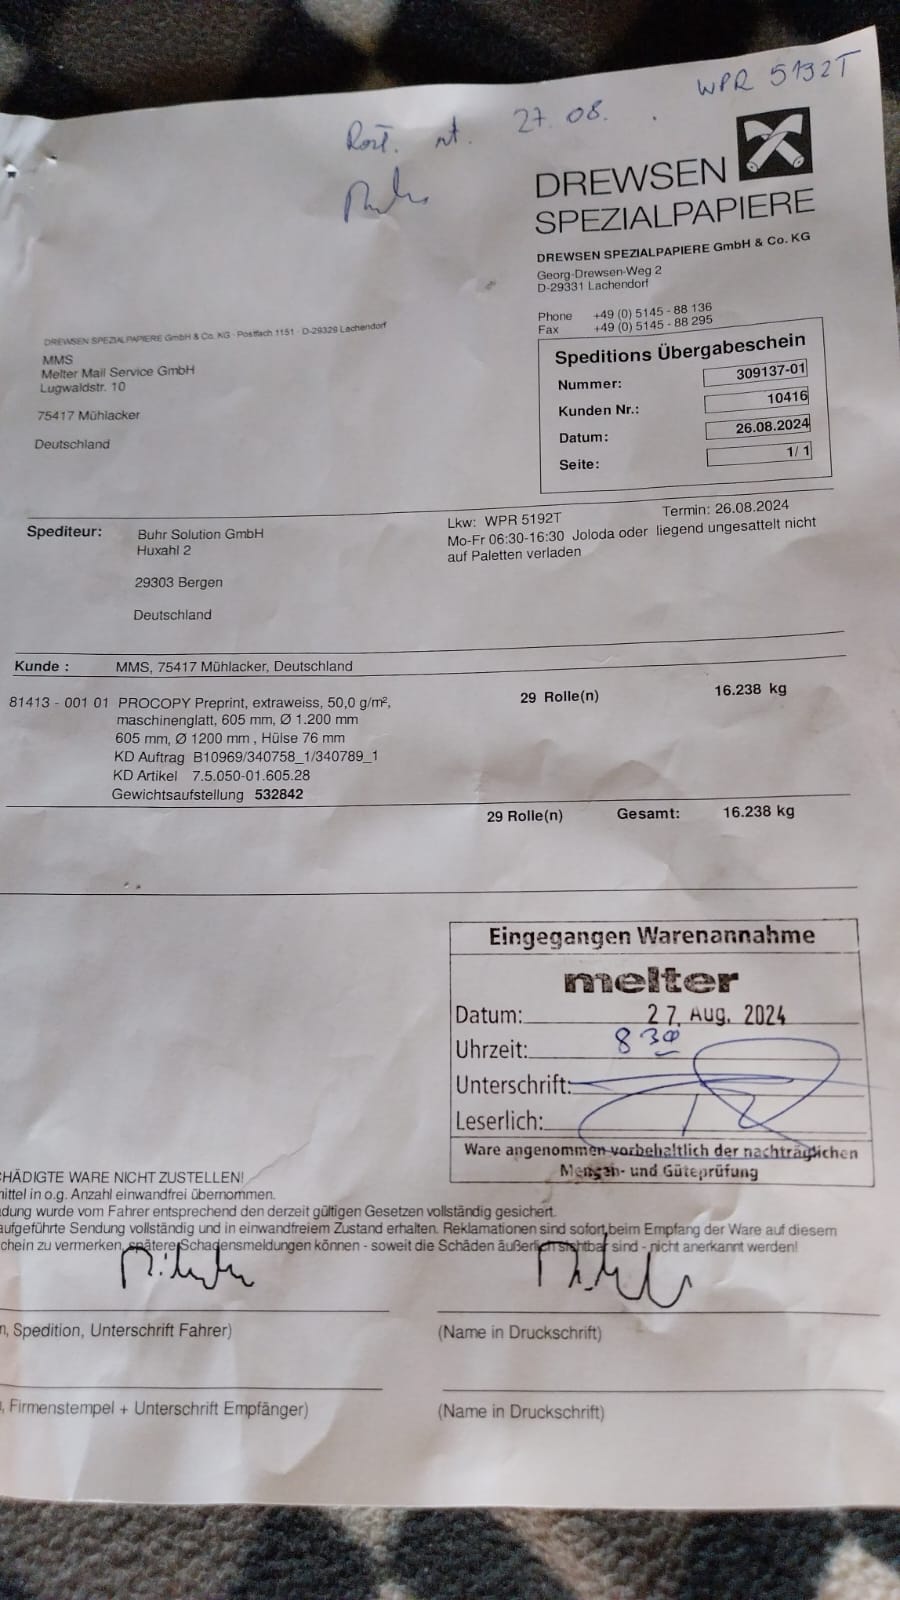 WPR 5192T
27.08.
DREWSEN
SPEZIALPAPIERE
DREWSEN SPEZIALPAPIERE GmbH & Co. KG
Georg-Drewsen-Weg 2
D-29331 Lachendorf
Phone +49 (0) 5145 - 88 136
Fax +49 (0) 5145 - 88 295
DREWSEN SPEZIALPAPIERE GmbH & Co. KG · Postfach 1151 · D-29329 Lachendorf
MMS
Melter Mail Service GmbH
Lugwaldstr. 10
75417 Mühlacker
Deutschland
Speditions Übergabeschein
Nummer: 309137-01
Kunden Nr.: 10416
Datum: 26.08.2024
Seite: 1/ 1
Spediteur: Buhr Solution GmbH
Huxahl 2
29303 Bergen
Deutschland
Lkw: WPR 5192T Termin: 26.08.2024
Mo-Fr 06:30-16:30 Joloda oder liegend ungesattelt nicht
auf Paletten verladen
Kunde : MMS, 75417 Mühlacker, Deutschland
81413 - 001 01 PROCOPY Preprint, extraweiss, 50,0 g/m², 29 Rolle(n) 16.238 kg
maschinenglatt, 605 mm, Ø 1.200 mm
605 mm, Ø 1200 mm , Hülse 76 mm
KD Auftrag B10969/340758_1/340789_1
KD Artikel 7.5.050-01.605.28
Gewichtsaufstellung 532842
29 Rolle(n) Gesamt: 16.238 kg
Eingegangen Warenannahme
melter
Datum: 27. Aug. 2024
Uhrzeit: 8 30
Unterschrift:
Leserlich:
Ware angenommen vorbehaltlich der nachträglichen
Mengen- und Güteprüfung
HÄDIGTE WARE NICHT ZUSTELLEN!
mittel in o.g. Anzahl einwandfrei übernommen.
dung wurde vom Fahrer entsprechend den derzeit gültigen Gesetzen vollständig gesichert.
aufgeführte Sendung vollständig und in einwandfreiem Zustand erhalten. Reklamationen sind sofort beim Empfang der Ware auf diesem
chein zu vermerken, spätere Schadensmeldungen können - soweit die Schäden äußerlich sichtbar sind - nicht anerkannt werden!
n, Spedition, Unterschrift Fahrer) (Name in Druckschrift)
, Firmenstempel + Unterschrift Empfänger) (Name in Druckschrift)